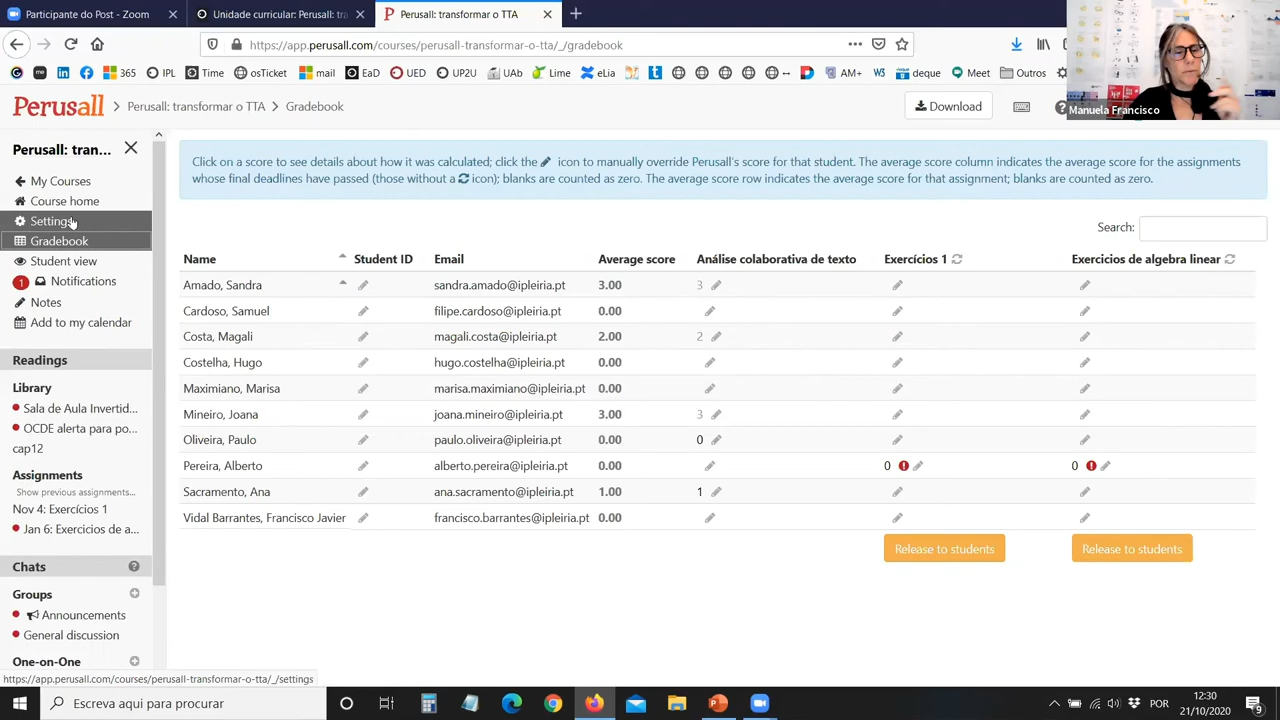 Participante do Post - Zoom
Unidade curricular: Perusall: tra
Perusall: transformar o TTA
https://app.perusall.com/courses/perusall-transformar-o-tta/_/gradebook
365 IPL Time osTicket mail EaD UED UP2U UAb Lime eLia AM+ W3 deque Meet Outros
Manuela Francisco
Perusall Perusall: transformar o TTA Gradebook Download
Perusall: tran...
My Courses
Course home
Settings
Gradebook
Student view
1 Notifications
Notes
Add to my calendar
Readings
Library
Sala de Aula Invertid...
OCDE alerta para po...
cap12
Assignments
Show previous assignments...
Nov 4: Exercícios 1
Jan 6: Exercicios de a...
Chats
Groups
Announcements
General discussion
One-on-One
Click on a score to see details about how it was calculated; click the icon to manually override Perusall's score for that student. The average score column indicates the average score for the assignments
whose final deadlines have passed (those without a icon); blanks are counted as zero. The average score row indicates the average score for that assignment; blanks are counted as zero.
Search:
Name Student ID Email Average score Análise colaborativa de texto Exercícios 1 Exercicios de algebra linear
Amado, Sandra sandra.amado@ipleiria.pt 3.00 3
Cardoso, Samuel filipe.cardoso@ipleiria.pt 0.00
Costa, Magali magali.costa@ipleiria.pt 2.00 2
Costelha, Hugo hugo.costelha@ipleiria.pt 0.00
Maximiano, Marisa marisa.maximiano@ipleiria.pt 0.00
Mineiro, Joana joana.mineiro@ipleiria.pt 3.00 3
Oliveira, Paulo paulo.oliveira@ipleiria.pt 0.00 0
Pereira, Alberto alberto.pereira@ipleiria.pt 0.00 0 0
Sacramento, Ana ana.sacramento@ipleiria.pt 1.00 1
Vidal Barrantes, Francisco Javier francisco.barrantes@ipleiria.pt 0.00
Release to students Release to students
https://app.perusall.com/courses/perusall-transformar-o-tta/_/settings
Escreva aqui para procurar
POR
12:30
21/10/2020
9